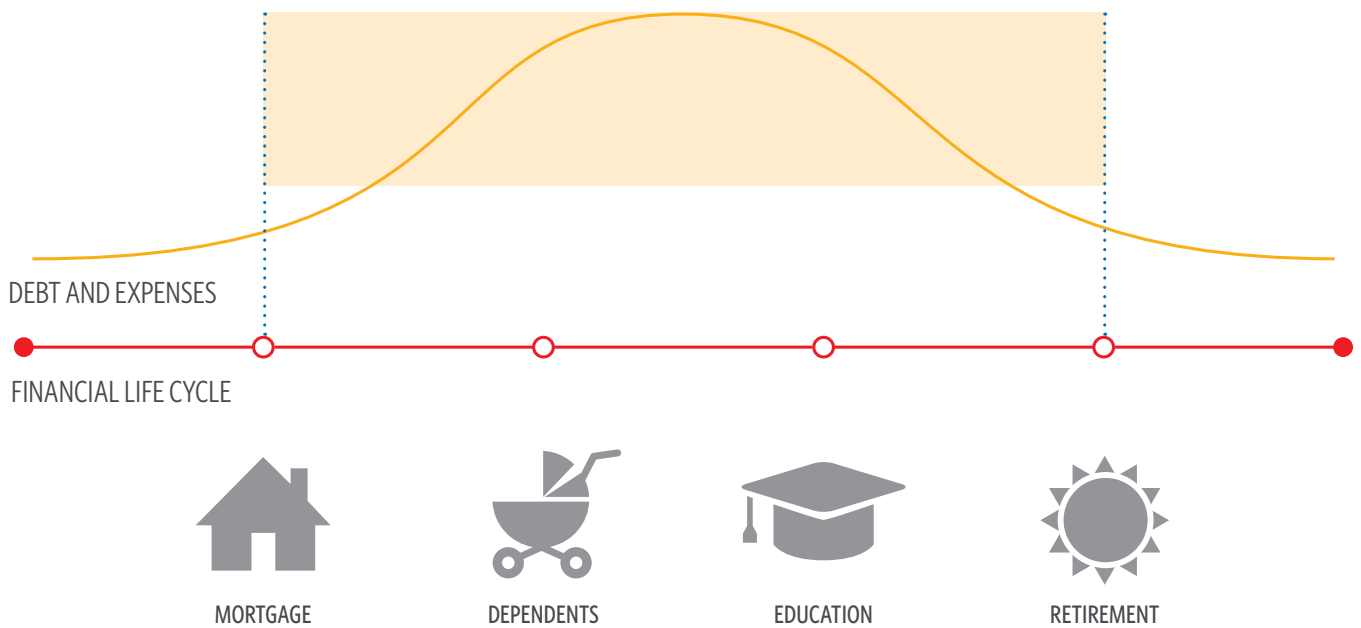 DEBT AND EXPENSES
FINANCIAL LIFE CYCLE
MORTGAGE
DEPENDENTS
EDUCATION
RETIREMENT